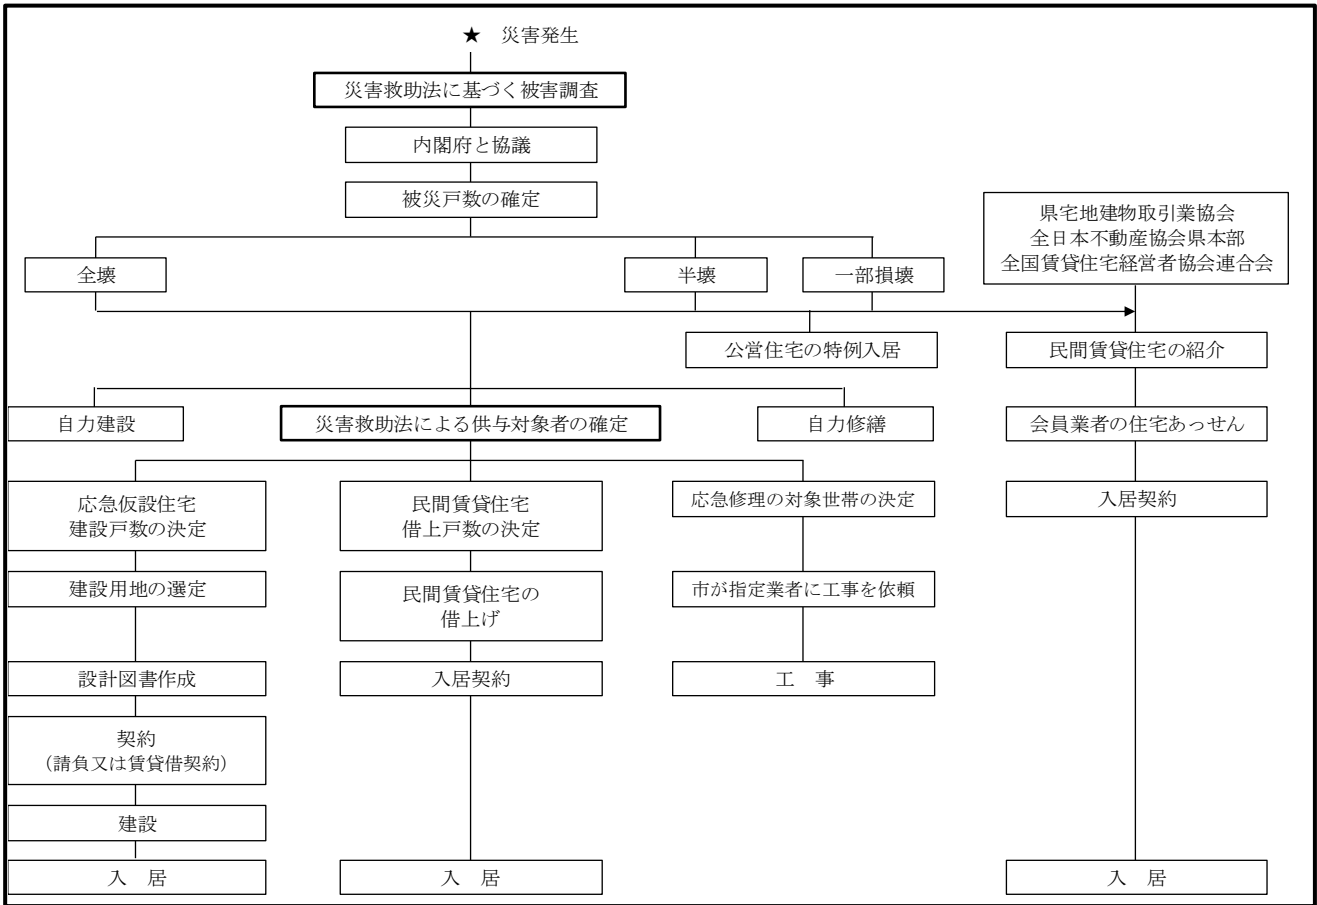 ★ 災害発生
災害救助法に基づく被害調査
内閣府と協議
被災戸数の確定
県宅地建物取引業協会
全日本不動産協会県本部
全国賃貸住宅経営者協会連合会
全壊
半壊
一部損壊
公営住宅の特例入居
民間賃貸住宅の紹介
自力建設
災害救助法による供与対象者の確定
自力修繕
会員業者の住宅あっせん
応急仮設住宅
建設戸数の決定
民間賃貸住宅
借上戸数の決定
応急修理の対象世帯の決定
入居契約
建設用地の選定
民間賃貸住宅の
借上げ
市が指定業者に工事を依頼
設計図書作成
入居契約
工 事
契約
（請負又は賃貸借契約）
建設
入 居
入 居
入 居